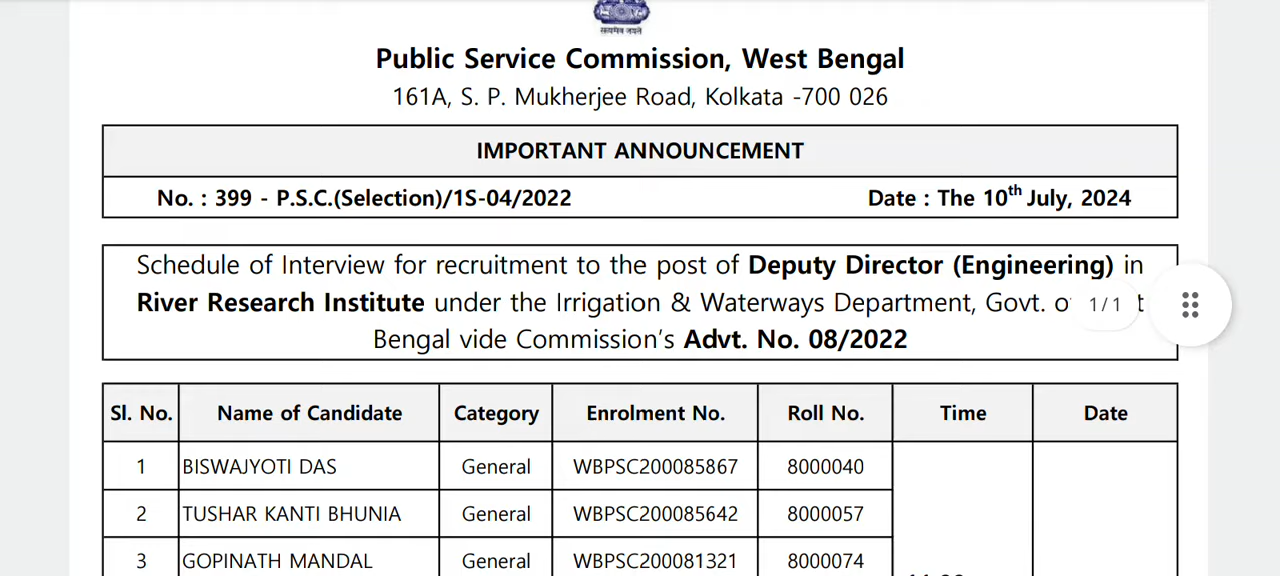 सत्यमेव जयते
Public Service Commission, West Bengal
161A, S. P. Mukherjee Road, Kolkata -700 026
IMPORTANT ANNOUNCEMENT
No. : 399 - P.S.C.(Selection)/1S-04/2022 Date : The 10th July, 2024
Schedule of Interview for recruitment to the post of Deputy Director (Engineering) in
River Research Institute under the Irrigation & Waterways Department, Govt. 1/1
Bengal vide Commission's Advt. No. 08/2022
Sl. No. Name of Candidate Category Enrolment No. Roll No. Time Date
1 BISWAJYOTI DAS General WBPSC200085867 8000040
2 TUSHAR KANTI BHUNIA General WBPSC200085642 8000057
3 GOPINATH MANDAL General WBPSC200081321 8000074